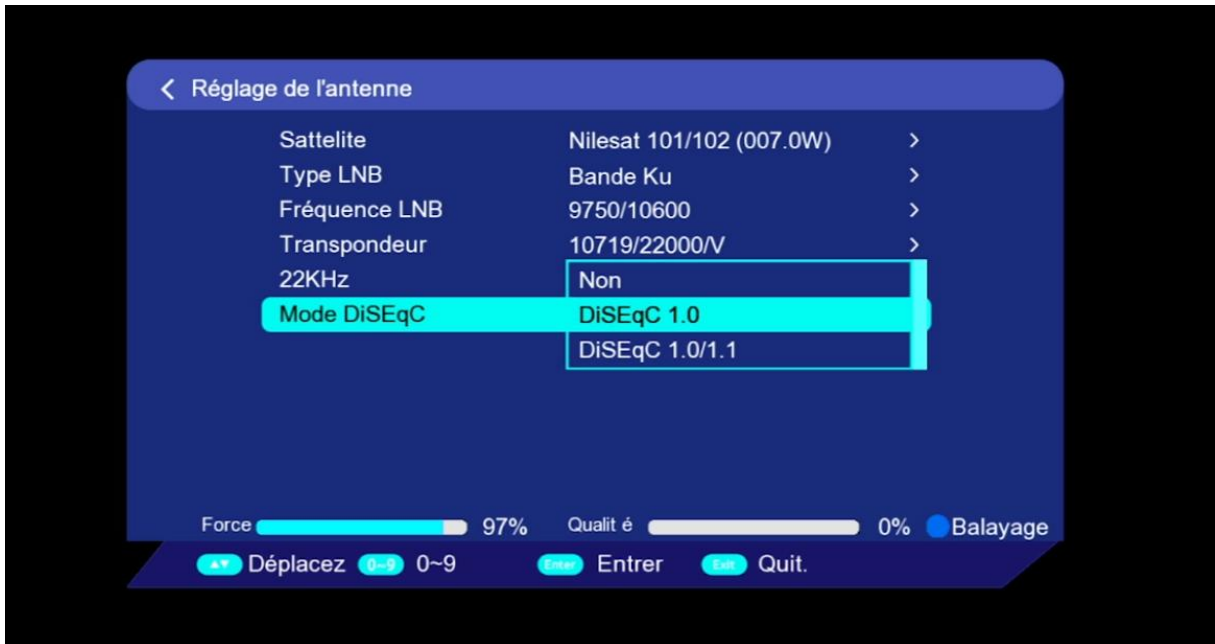 Réglage de l'antenne
Sattelite Nilesat 101/102 (007.0W) >
Type LNB Bande Ku >
Fréquence LNB 9750/10600 >
Transpondeur 10719/22000/V >
22KHz Non
Mode DiSEqC DiSEqC 1.0
DiSEqC 1.0/1.1
Force 97% Qualit é 0% Balayage
▲▼ Déplacez 0~9 0~9 Enter Entrer Exit Quit.